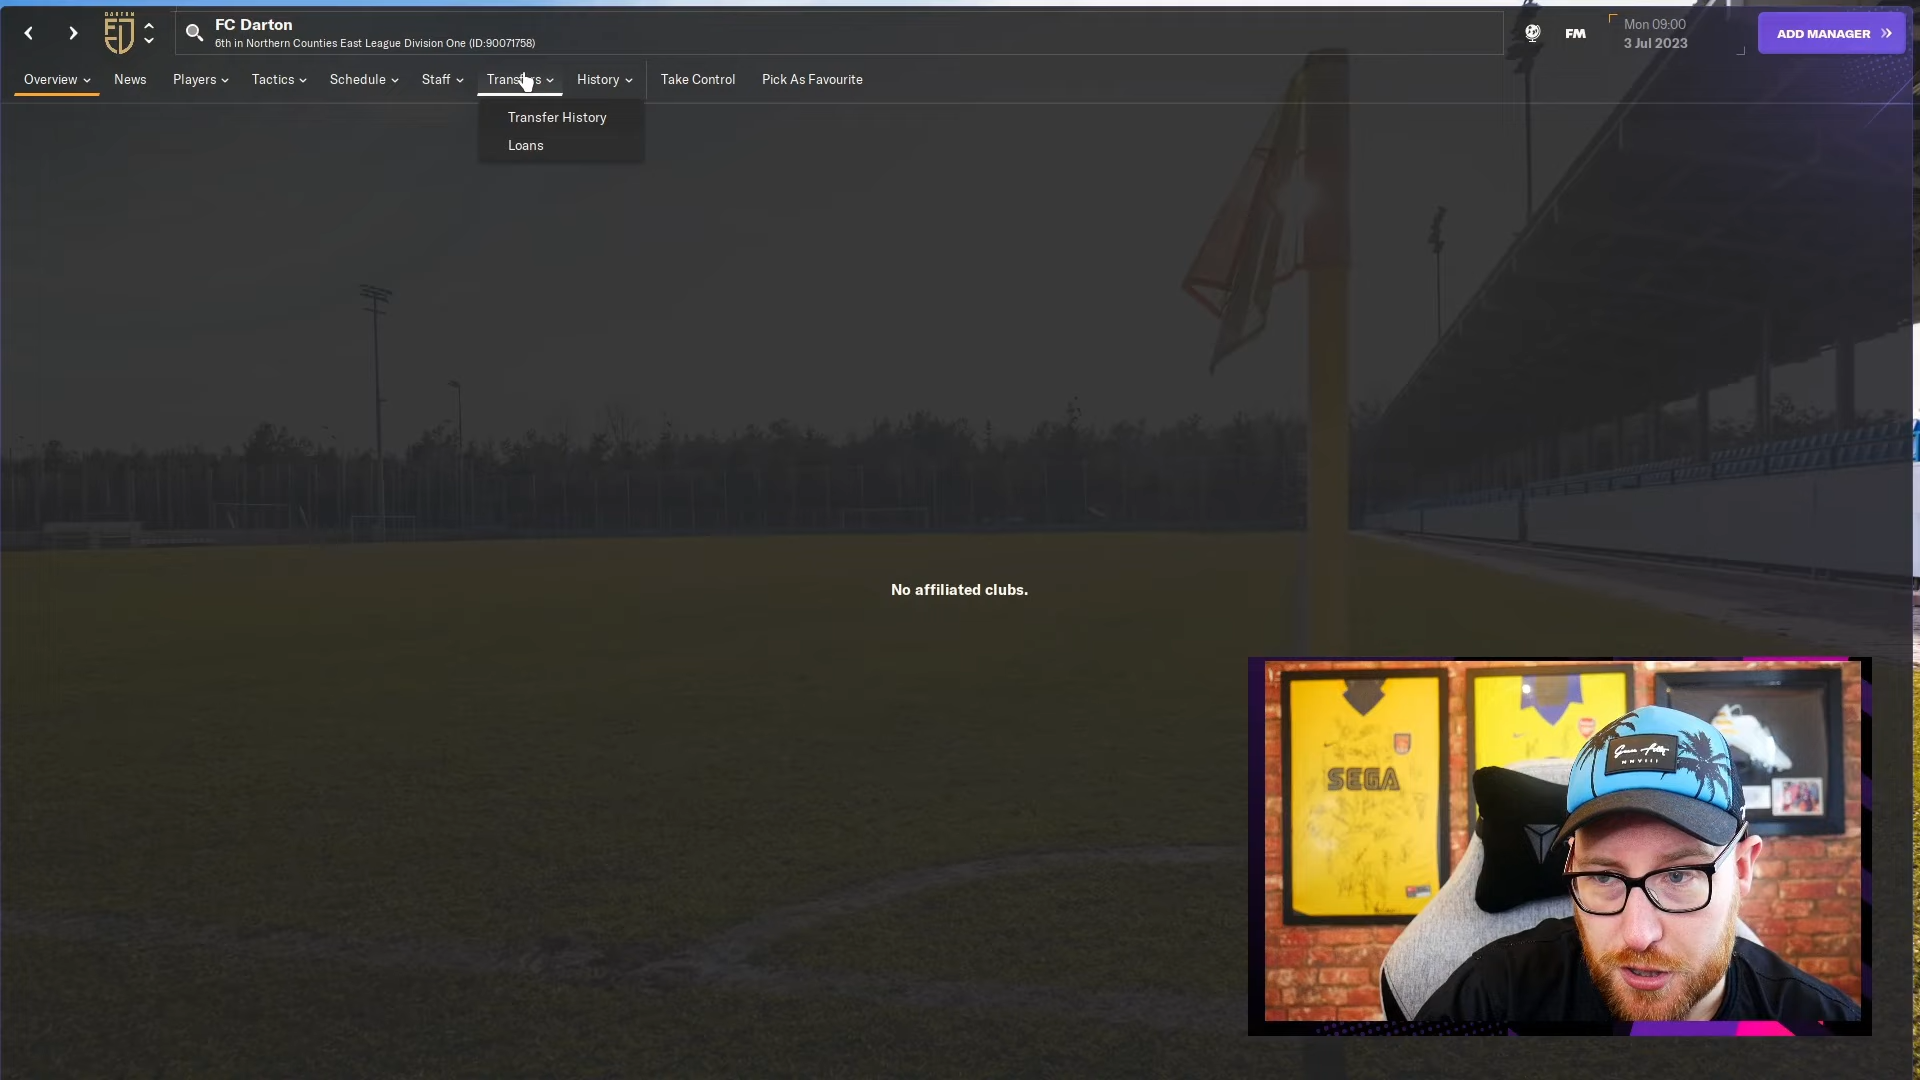 DARTON
FC Darton
6th in Northern Counties East League Division One (ID:90071758)
FM
Mon 09:00
3 Jul 2023
ADD MANAGER
Overview
News
Players
Tactics
Schedule
Staff
Transfers
History
Take Control
Pick As Favourite
Transfer History
Loans
No affiliated clubs.
SEGA